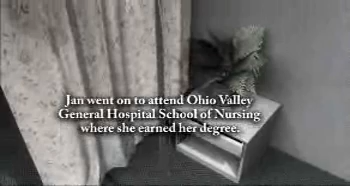 Jan went on to attend Ohio Valley
General Hospital School of Nursing
where she earned her degree.